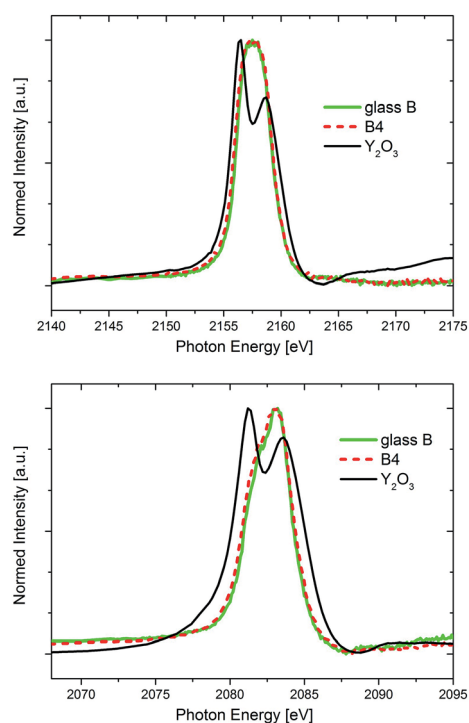 Normed Intensity [a.u.]
glass B
B4
Y₂O₃
2140 2145 2150 2155 2160 2165 2170 2175
Photon Energy [eV]
Normed Intensity [a.u.]
glass B
B4
Y₂O₃
2070 2075 2080 2085 2090 2095
Photon Energy [eV]